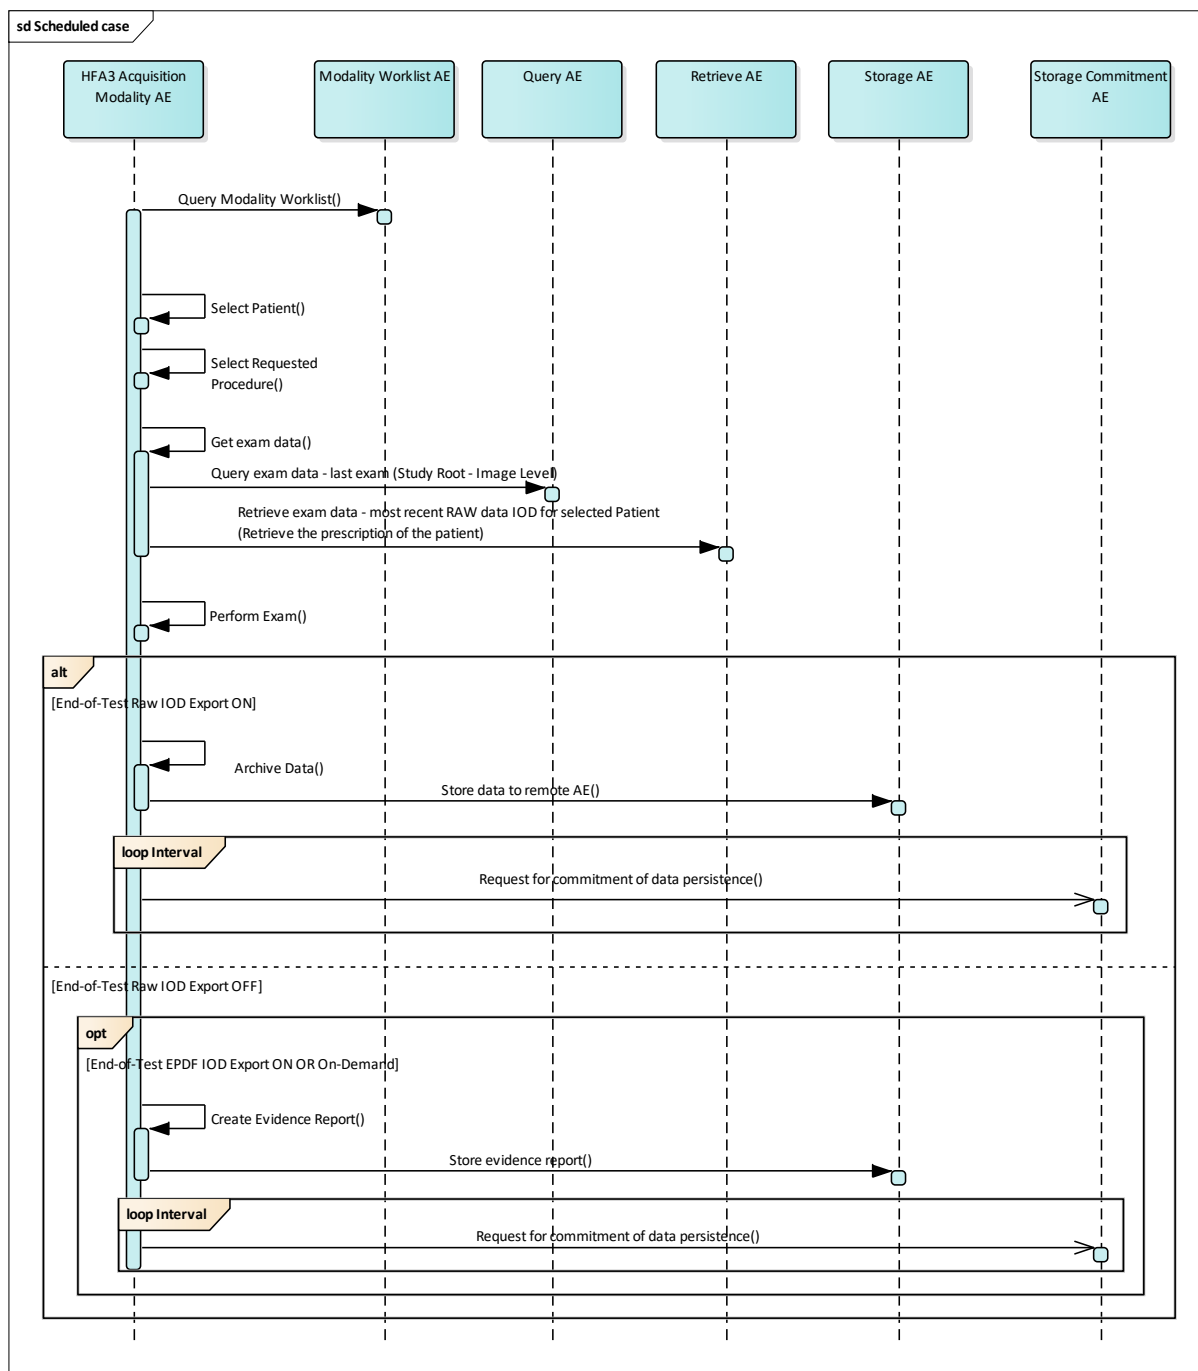 sd Scheduled case
HFA3 Acquisition
Modality AE
Modality Worklist AE
Query AE
Retrieve AE
Storage AE
Storage Commitment
AE
Query Modality Worklist()
Select Patient()
Select Requested
Procedure()
Get exam data()
Query exam data - last exam (Study Root - Image Level)
Retrieve exam data - most recent RAW data IOD for selected Patient
(Retrieve the prescription of the patient)
Perform Exam()
alt
[End-of-Test Raw IOD Export ON]
Archive Data()
Store data to remote AE()
loop Interval
Request for commitment of data persistence()
[End-of-Test Raw IOD Export OFF]
opt
[End-of-Test EPDF IOD Export ON OR On-Demand]
Create Evidence Report()
Store evidence report()
loop Interval
Request for commitment of data persistence()